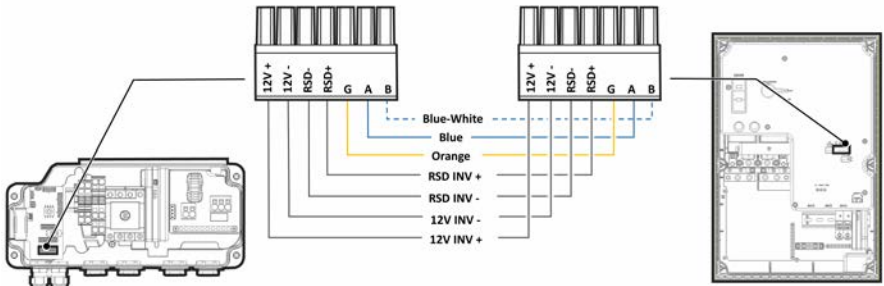 12V +
12V -
RSD-
RSD+
G
A
B
12V +
12V -
RSD-
RSD+
G
A
B
Blue-White
Blue
Orange
RSD INV +
RSD INV -
12V INV -
12V INV +